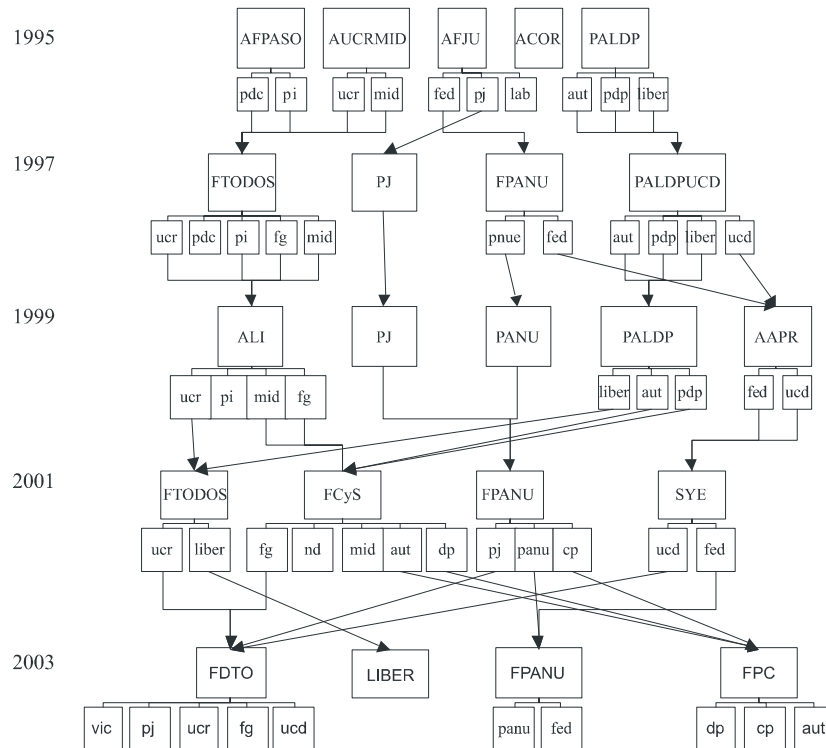 1995
AFPASO AUCRMID AFJU ACOR PALDP
pdc pi ucr mid fed pj lab aut pdp liber
1997
FTODOS PJ FPANU PALDPUCD
ucr pdc pi fg mid pnue fed aut pdp liber ucd
1999
ALI PJ PANU PALDP AAPR
ucr pi mid fg liber aut pdp fed ucd
2001
FTODOS FCyS FPANU SYE
ucr liber fg nd mid aut dp pj panu cp ucd fed
2003
FDTO LIBER FPANU FPC
vic pj ucr fg ucd panu fed dp cp aut